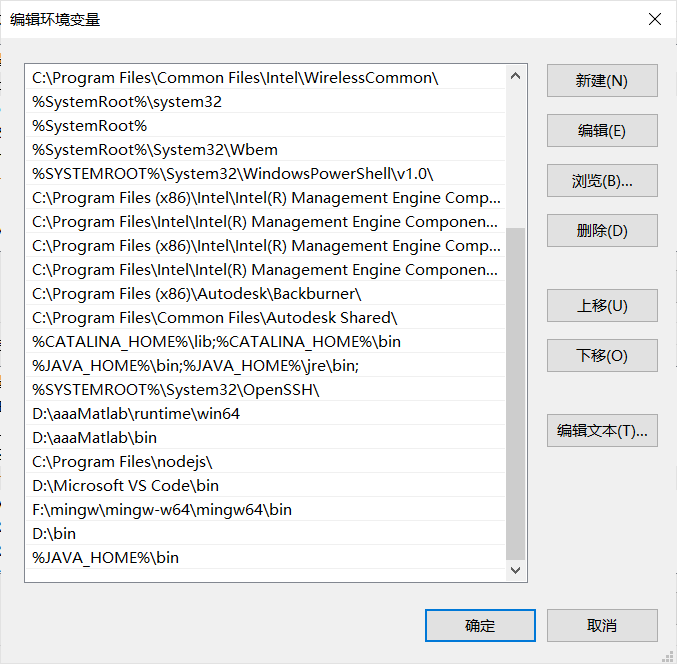 编辑环境变量
C:\Program Files\Common Files\Intel\WirelessCommon\
%SystemRoot%\system32
%SystemRoot%
%SystemRoot%\System32\Wbem
%SYSTEMROOT%\System32\WindowsPowerShell\v1.0\
C:\Program Files (x86)\Intel\Intel(R) Management Engine Comp...
C:\Program Files\Intel\Intel(R) Management Engine Componen...
C:\Program Files (x86)\Intel\Intel(R) Management Engine Comp...
C:\Program Files\Intel\Intel(R) Management Engine Componen...
C:\Program Files (x86)\Autodesk\Backburner\
C:\Program Files\Common Files\Autodesk Shared\
%CATALINA_HOME%\lib;%CATALINA_HOME%\bin
%JAVA_HOME%\bin;%JAVA_HOME%\jre\bin;
%SYSTEMROOT%\System32\OpenSSH\
D:\aaaMatlab\runtime\win64
D:\aaaMatlab\bin
C:\Program Files\nodejs\
D:\Microsoft VS Code\bin
F:\mingw\mingw-w64\mingw64\bin
D:\bin
%JAVA_HOME%\bin
新建(N)
编辑(E)
浏览(B)...
删除(D)
上移(U)
下移(O)
编辑文本(T)...
确定
取消